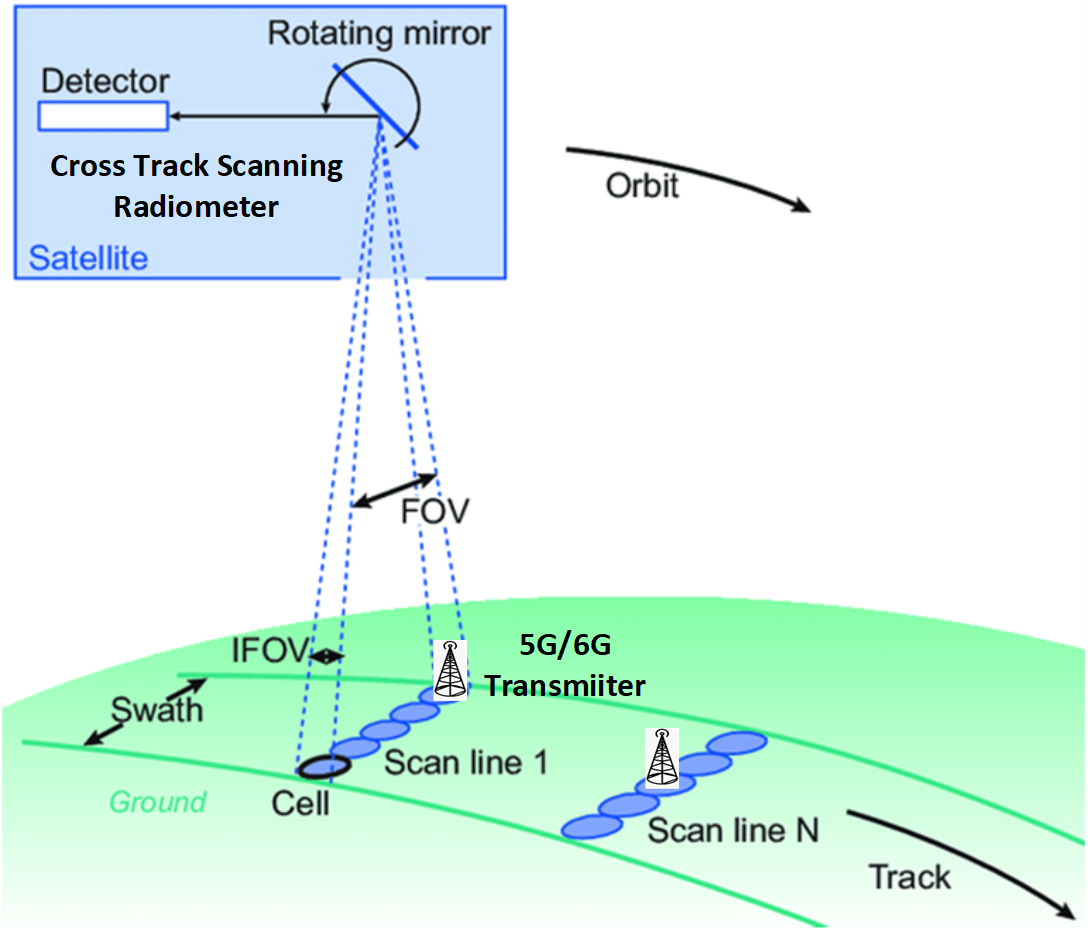 Rotating mirror
Detector
Cross Track Scanning
Radiometer
Satellite
Orbit
FOV
IFOV
5G/6G
Transmiiter
Swath
Scan line 1
Ground
Cell
Scan line N
Track